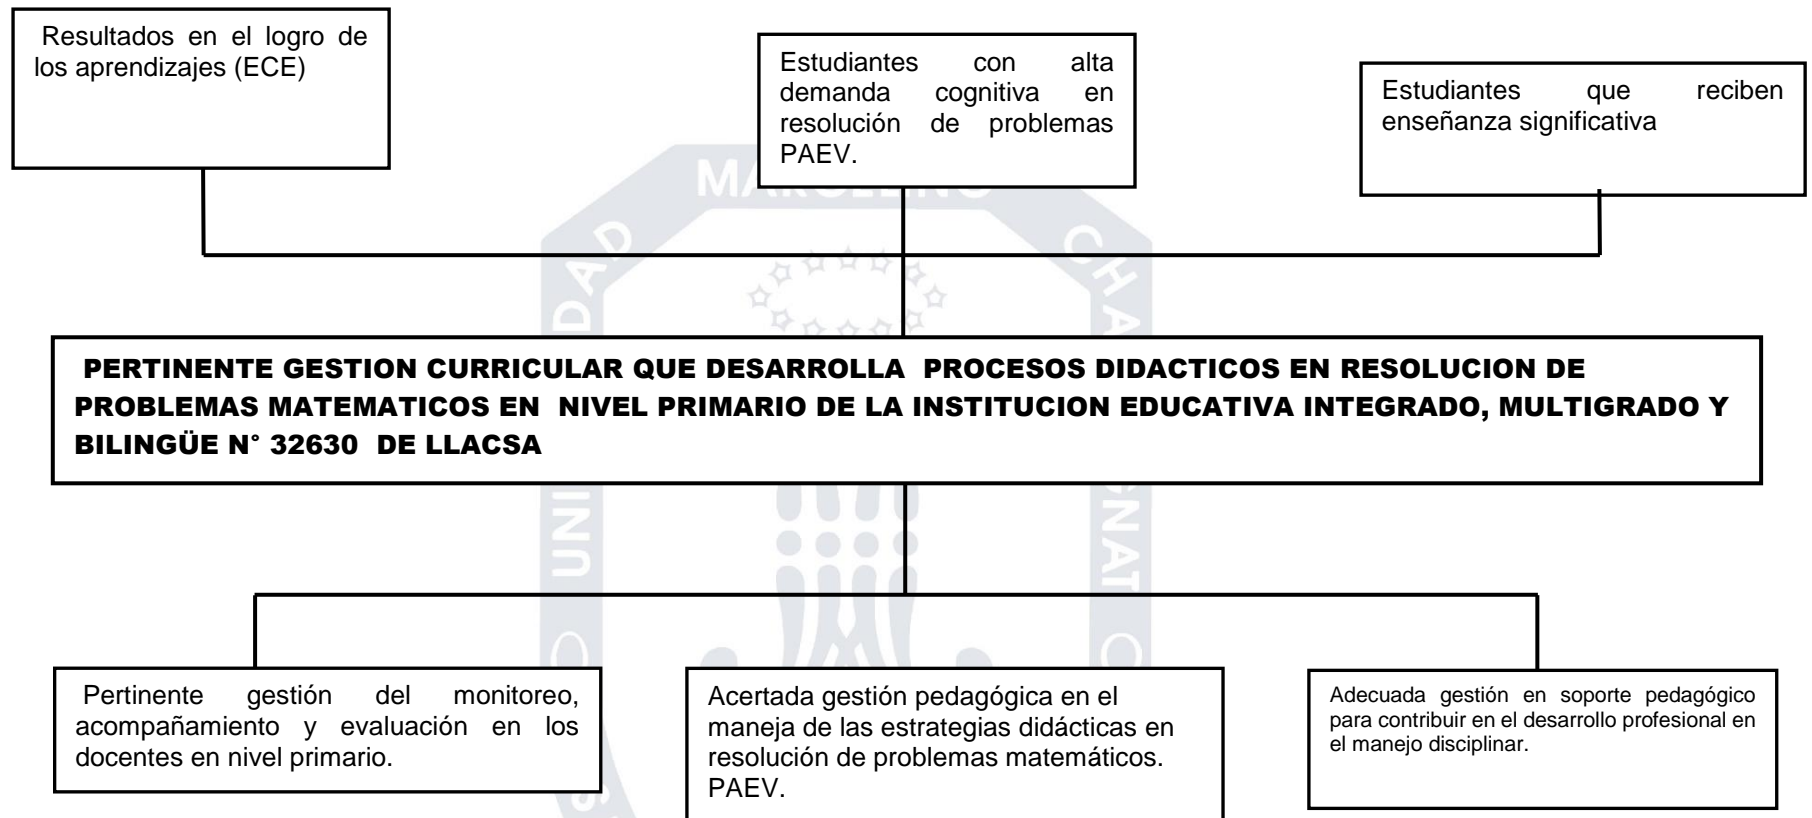 Resultados en el logro de
los aprendizajes (ECE)
Estudiantes con alta
demanda cognitiva en
resolución de problemas
PAEV.
Estudiantes que reciben
enseñanza significativa
PERTINENTE GESTION CURRICULAR QUE DESARROLLA PROCESOS DIDACTICOS EN RESOLUCION DE
PROBLEMAS MATEMATICOS EN NIVEL PRIMARIO DE LA INSTITUCION EDUCATIVA INTEGRADO, MULTIGRADO Y
BILINGÜE N° 32630 DE LLACSA
Pertinente gestión del monitoreo,
acompañamiento y evaluación en los
docentes en nivel primario.
Acertada gestión pedagógica en el
maneja de las estrategias didácticas en
resolución de problemas matemáticos.
PAEV.
Adecuada gestión en soporte pedagógico
para contribuir en el desarrollo profesional en
el manejo disciplinar.